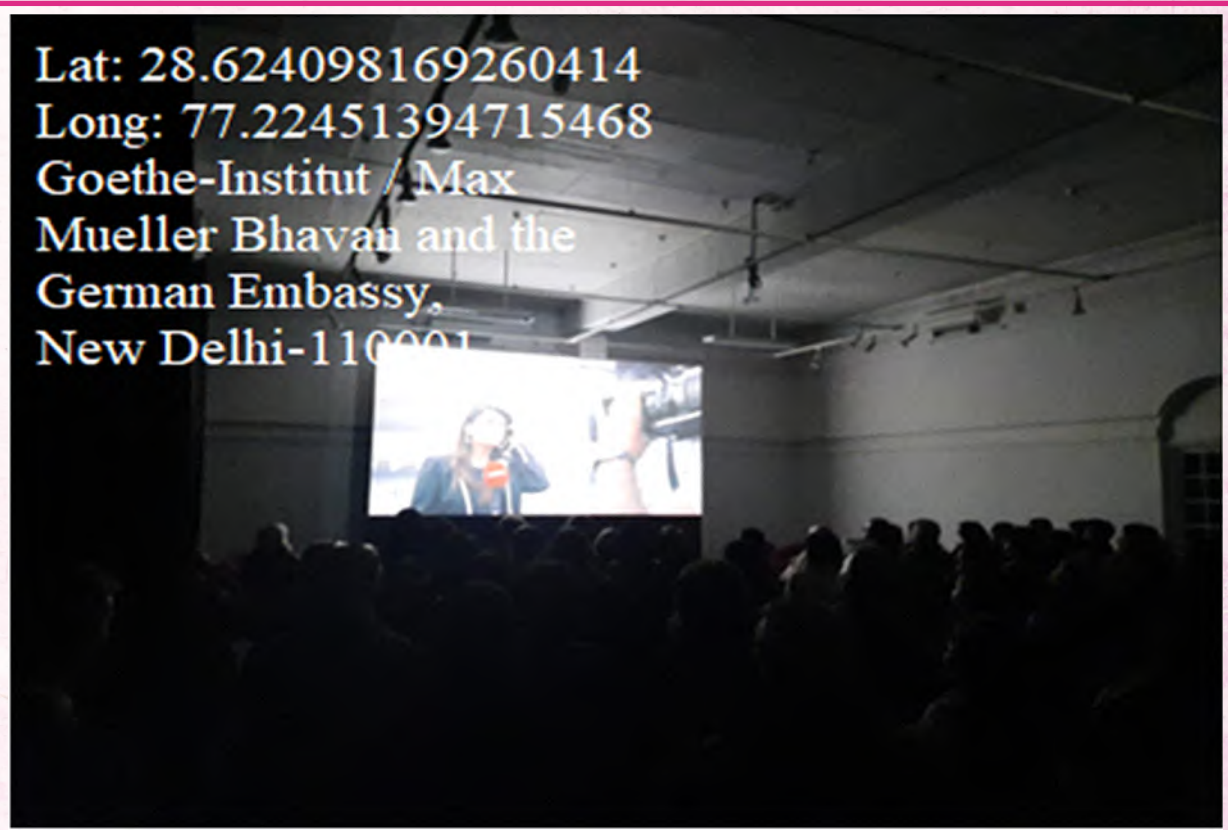 Lat: 28.624098169260414
Long: 77.22451394715468
Goethe-Institut / Max
Mueller Bhavan and the
German Embassy,
New Delhi-110001